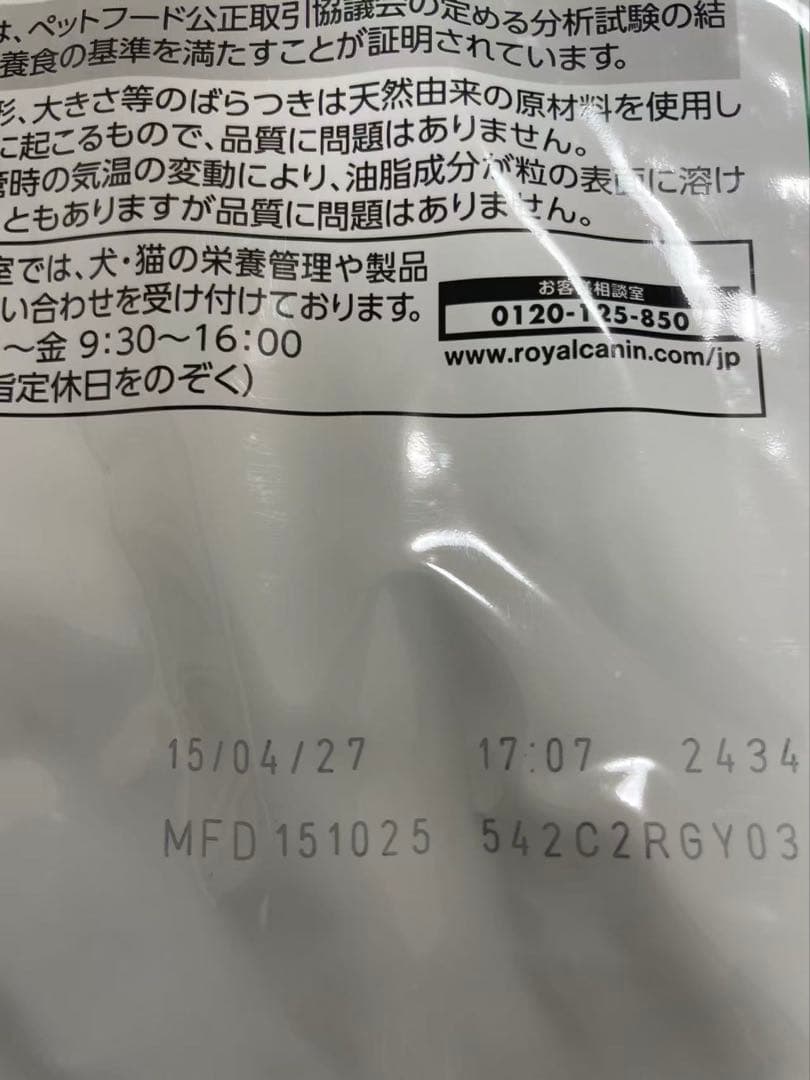 は、ペットフード公正取引協議会の定める分析試験の結
養食の基準を満たすことが証明されています。
形、大きさ等のばらつきは天然由来の原材料を使用し
に起こるもので、品質に問題はありません。
管時の気温の変動により、油脂成分が粒の表面に溶け
ともありますが品質に問題はありません。
室では、犬・猫の栄養管理や製品
い合わせを受け付けております。
～金 9:30～16:00
指定休日をのぞく)
お客様相談室
0120-125-850
www.royalcanin.com/jp
15/04/27 17:07 2434
MFD 151025 542C2RGY03